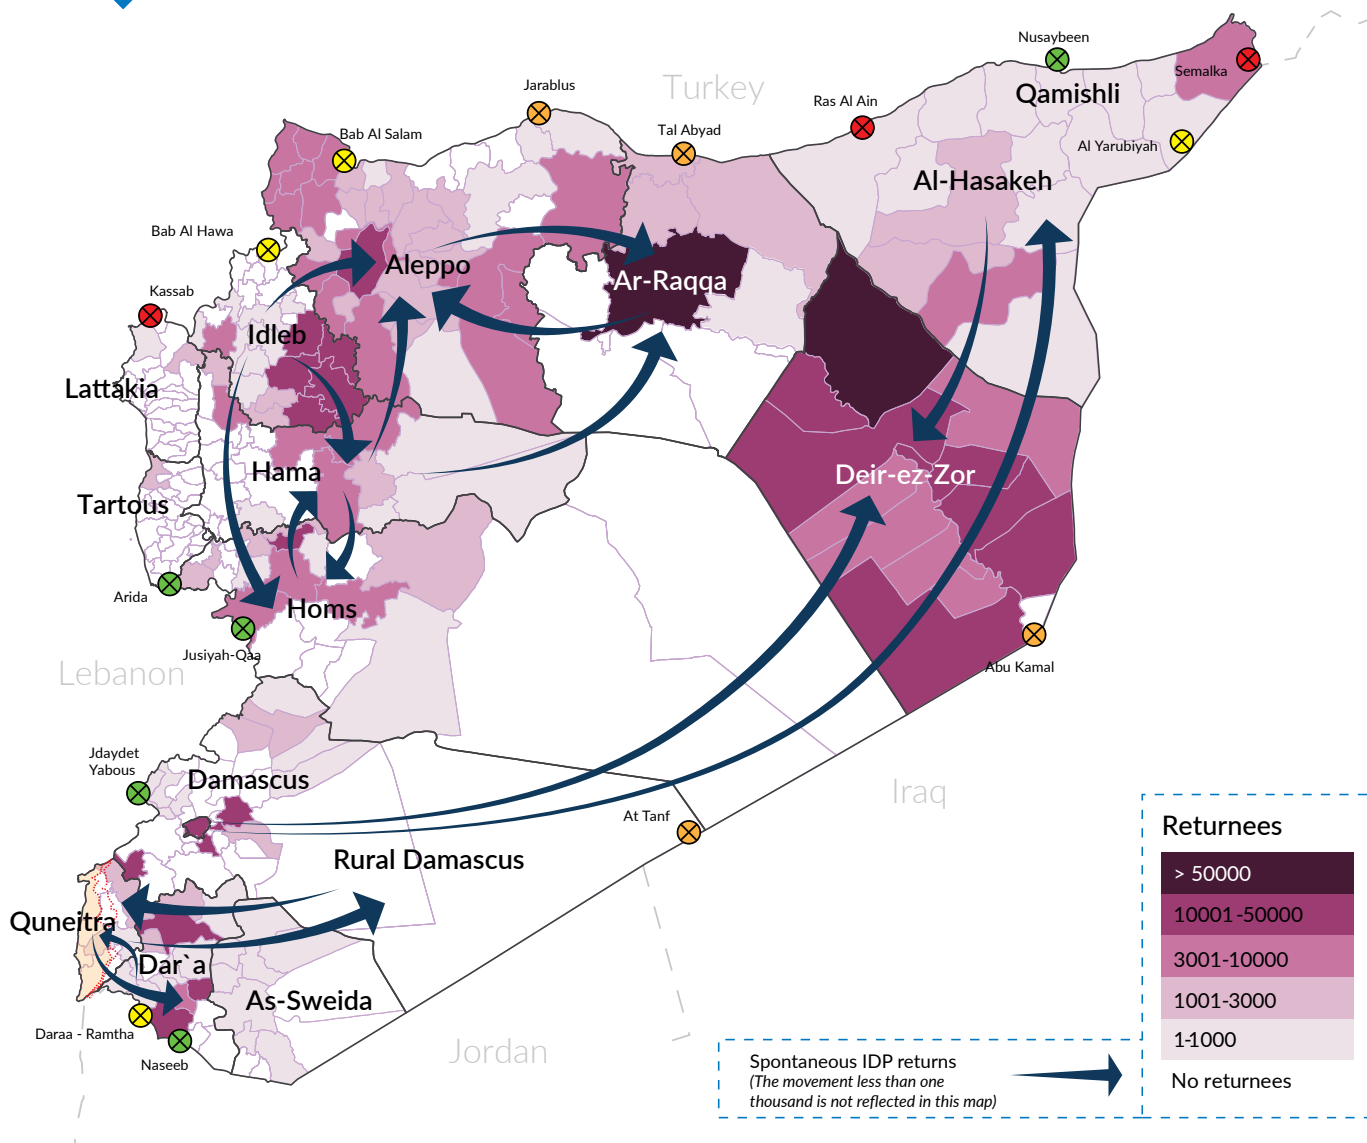 Nusaybeen
Semalka
Turkey
Jarablus
Qamishli
Ras Al Ain
Bab Al Salam
Tal Abyad
Al Yarubiyah
Al-Hasakeh
Bab Al Hawa
Aleppo
Ar-Raqqa
Kassab
Idleb
Lattakia
Hama
Deir-ez-Zor
Tartous
Arida
Homs
Jusiyah-Qaa
Abu Kamal
Lebanon
Jdaydet
Yabous
Damascus
Iraq
At Tanf
Rural Damascus
Quneitra
Dar`a
As-Sweida
Daraa - Ramtha
Naseeb
Jordan
Returnees
> 50000
10001-50000
3001-10000
1001-3000
1-1000
No returnees
Spontaneous IDP returns
(The movement less than one
thousand is not reflected in this map)